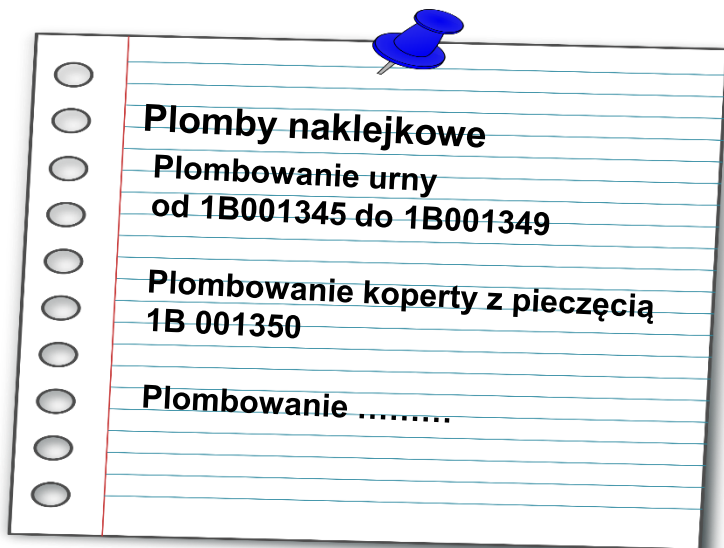 Plomby naklejkowe
Plombowanie urny
od 1B001345 do 1B001349
Plombowanie koperty z pieczęcią
1B 001350
Plombowanie .........